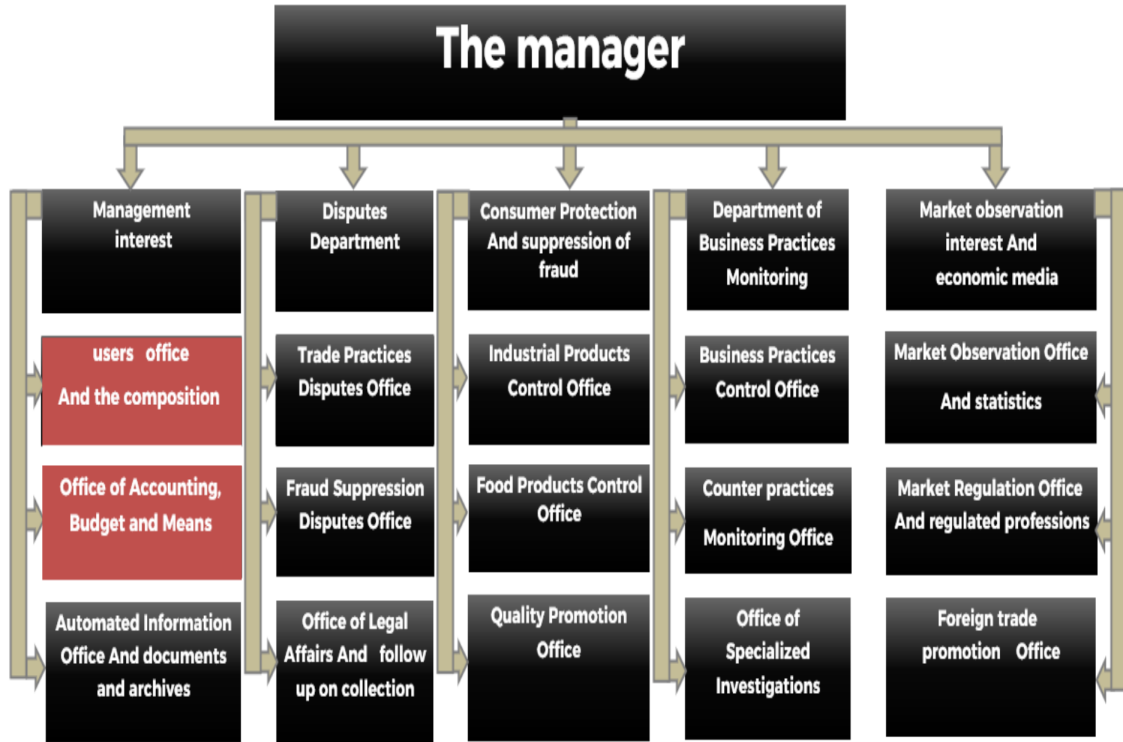 The manager
Management
interest
Disputes
Department
Consumer Protection
And suppression of
fraud
Department of
Business Practices
Monitoring
Market observation
interest And
economic media
users office
And the composition
Trade Practices
Disputes Office
Industrial Products
Control Office
Business Practices
Control Office
Market Observation Office
And statistics
Office of Accounting,
Budget and Means
Fraud Suppression
Disputes Office
Food Products Control
Office
Counter practices
Monitoring Office
Market Regulation Office
And regulated professions
Automated Information
Office And documents
and archives
Office of Legal
Affairs And follow
up on collection
Quality Promotion
Office
Office of
Specialized
Investigations
Foreign trade
promotion Office